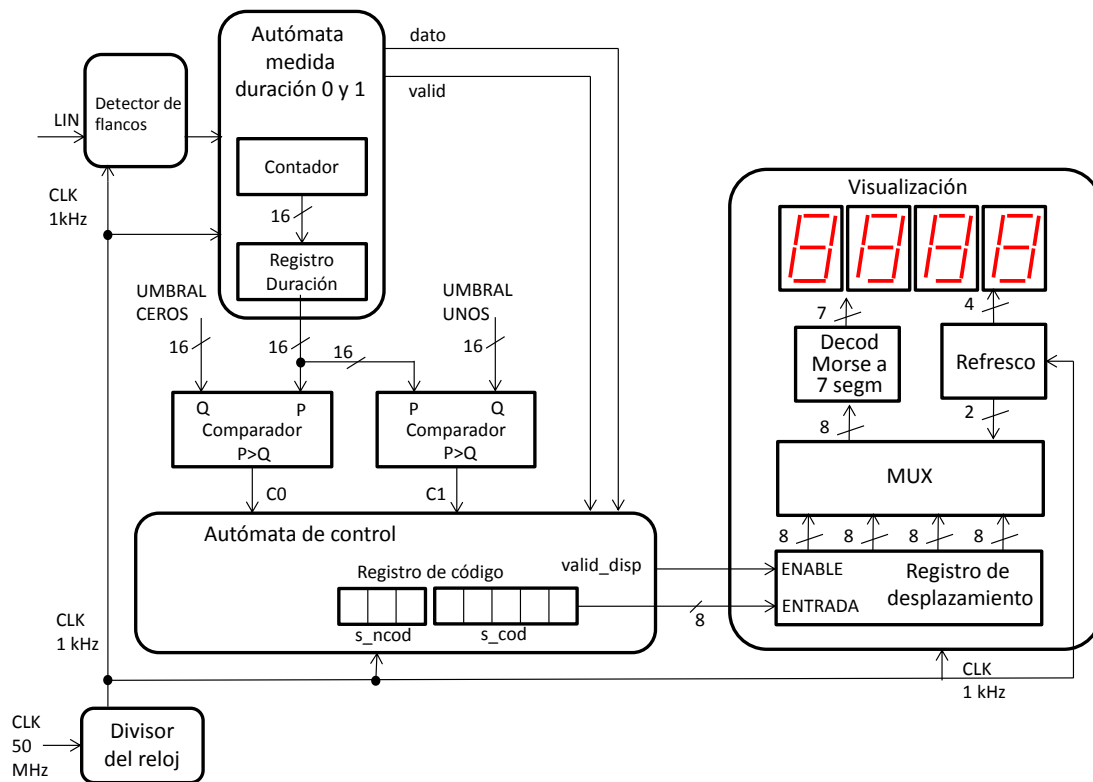 Autómata
medida
duración 0 y 1
dato
valid
Detector de
flancos
LIN
CLK
1kHz
Contador
16
Registro
Duración
UMBRAL
CEROS
UMBRAL
UNOS
16
16
16
16
Q
P
Comparador
P>Q
P
Q
Comparador
P>Q
C0
C1
Autómata de control
Registro de código
s_ncod
s_cod
valid_disp
8
CLK
1 kHz
CLK
50
MHz
Divisor
del reloj
Visualización
7
4
Decod
Morse a
7 segm
Refresco
8
2
MUX
8
8
8
8
ENABLE
ENTRADA
Registro de
desplazamiento
CLK
1 kHz